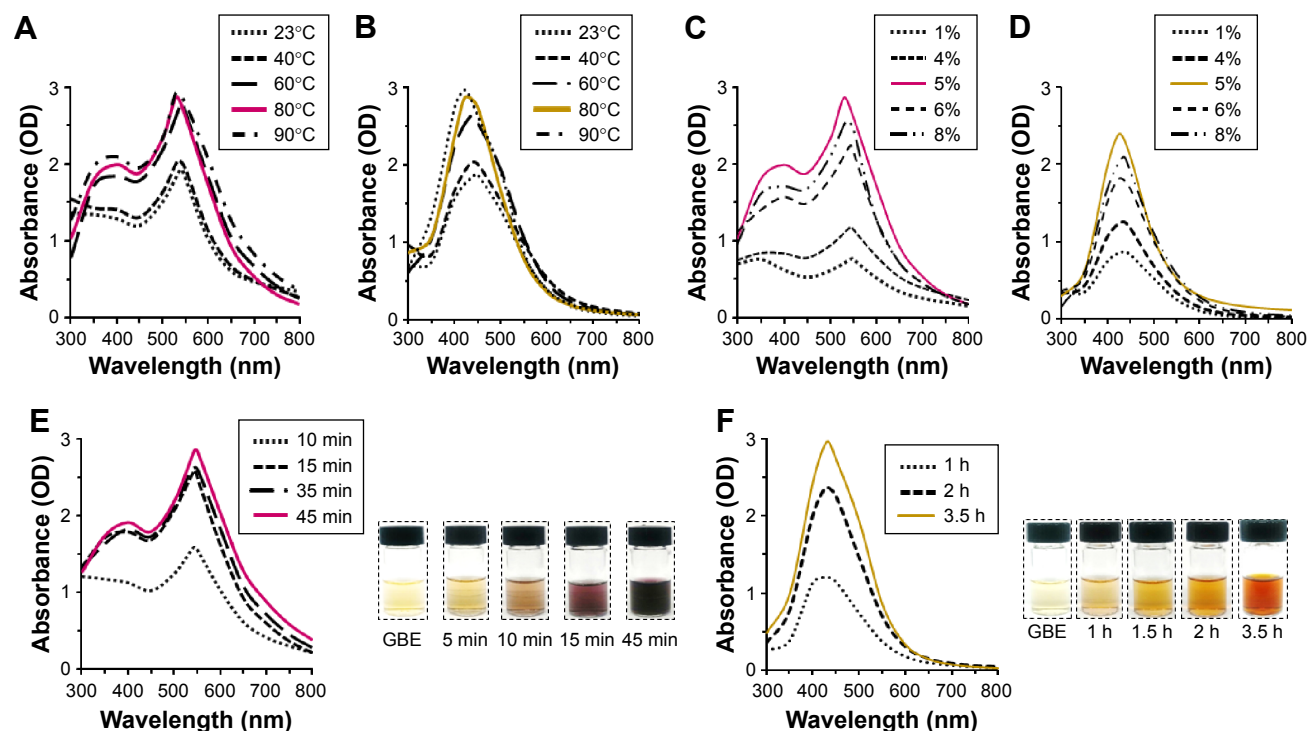 A
23°C
40°C
60°C
80°C
90°C
Absorbance (OD)
3
2
1
0
300 400 500 600 700 800
Wavelength (nm)
B
23°C
40°C
60°C
80°C
90°C
Absorbance (OD)
3
2
1
0
300 400 500 600 700 800
Wavelength (nm)
C
1%
4%
5%
6%
8%
Absorbance (OD)
3
2
1
0
300 400 500 600 700 800
Wavelength (nm)
D
1%
4%
5%
6%
8%
Absorbance (OD)
3
2
1
0
300 400 500 600 700 800
Wavelength (nm)
E
10 min
15 min
35 min
45 min
Absorbance (OD)
3
2
1
0
300 400 500 600 700 800
Wavelength (nm)
GBE 5 min 10 min 15 min 45 min
F
1 h
2 h
3.5 h
Absorbance (OD)
3
2
1
0
300 400 500 600 700 800
Wavelength (nm)
GBE 1 h 1.5 h 2 h 3.5 h